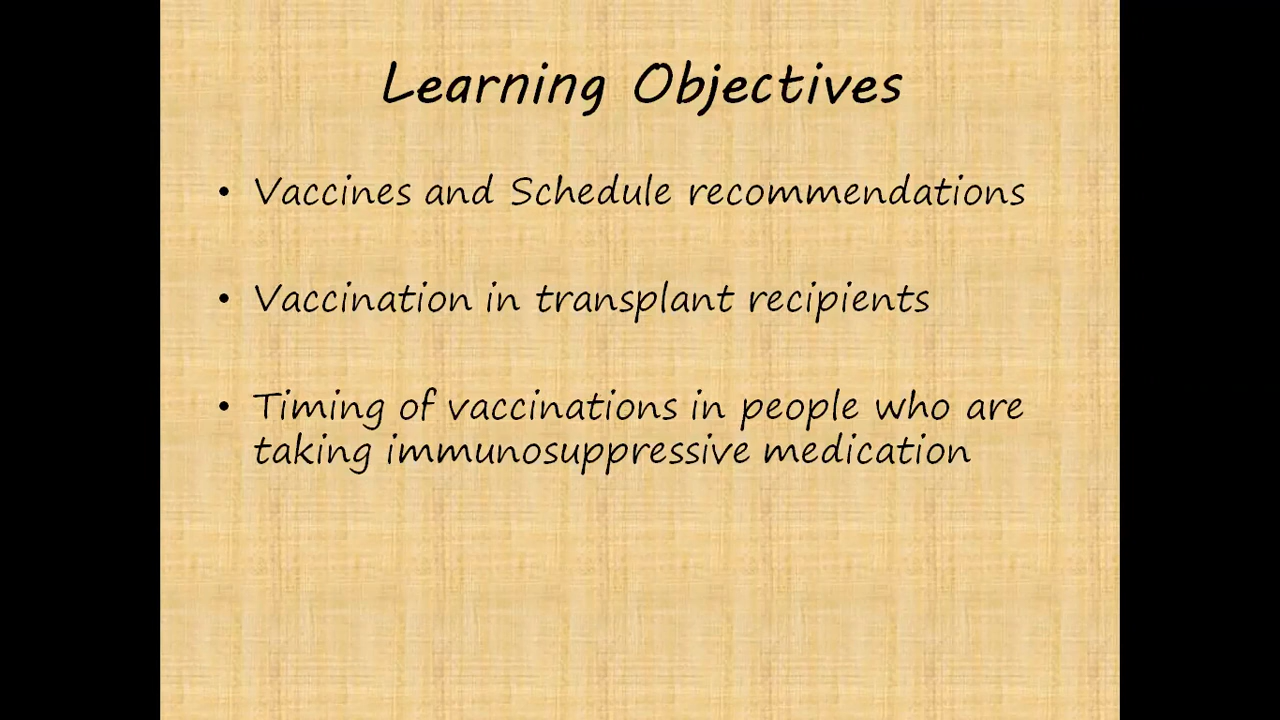 Learning Objectives
• Vaccines and Schedule recommendations
• Vaccination in transplant recipients
• Timing of vaccinations in people who are
taking immunosuppressive medication